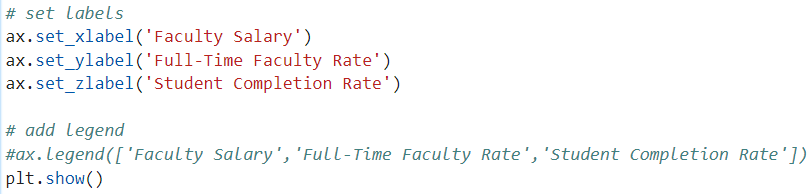 # set labels
ax.set_xlabel('Faculty Salary')
ax.set_ylabel('Full-Time Faculty Rate')
ax.set_zlabel('Student Completion Rate')
# add legend
#ax.legend(['Faculty Salary','Full-Time Faculty Rate','Student Completion Rate'])
plt.show()